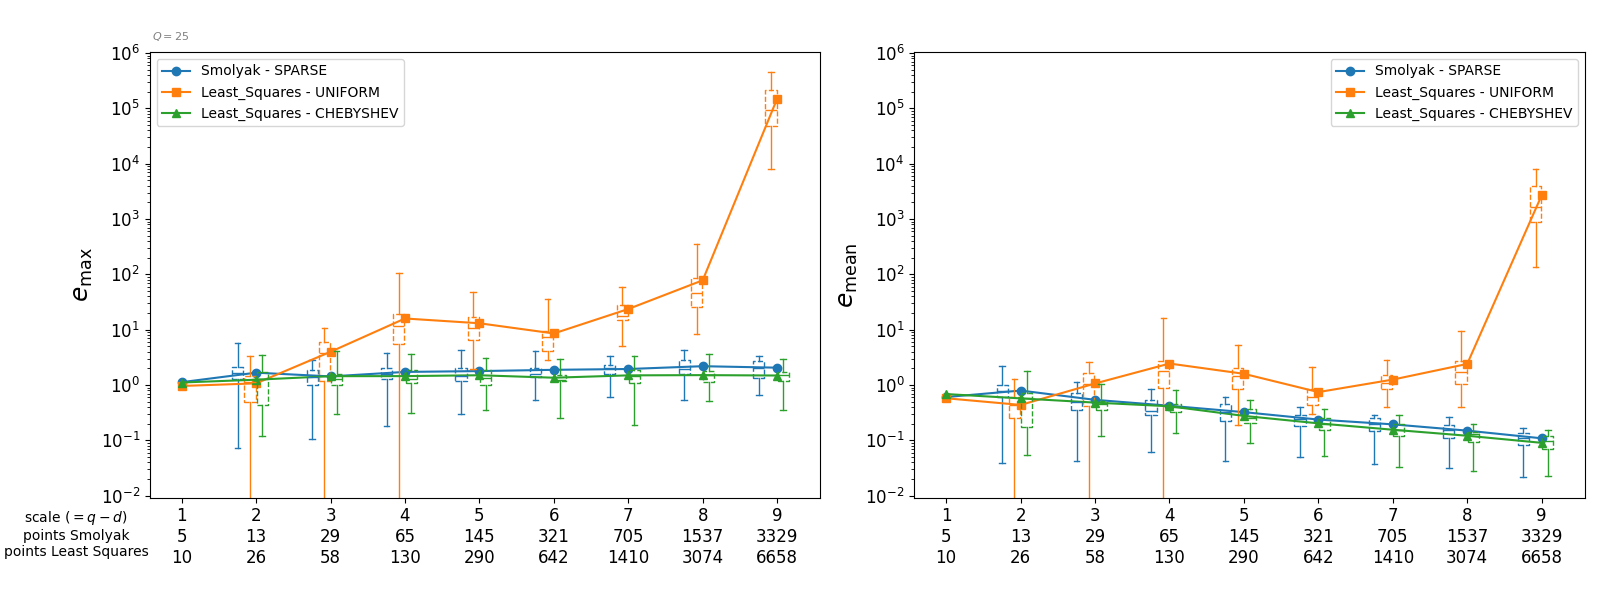 Q = 25
10^6
10^5
10^4
10^3
10^2
10^1
10^0
10^−1
10^−2
e_max
Smolyak - SPARSE
Least_Squares - UNIFORM
Least_Squares - CHEBYSHEV
scale (= q − d) 1 2 3 4 5 6 7 8 9
points Smolyak 5 13 29 65 145 321 705 1537 3329
points Least Squares 10 26 58 130 290 642 1410 3074 6658
10^6
10^5
10^4
10^3
10^2
10^1
10^0
10^−1
10^−2
e_mean
Smolyak - SPARSE
Least_Squares - UNIFORM
Least_Squares - CHEBYSHEV
1 2 3 4 5 6 7 8 9
5 13 29 65 145 321 705 1537 3329
10 26 58 130 290 642 1410 3074 6658